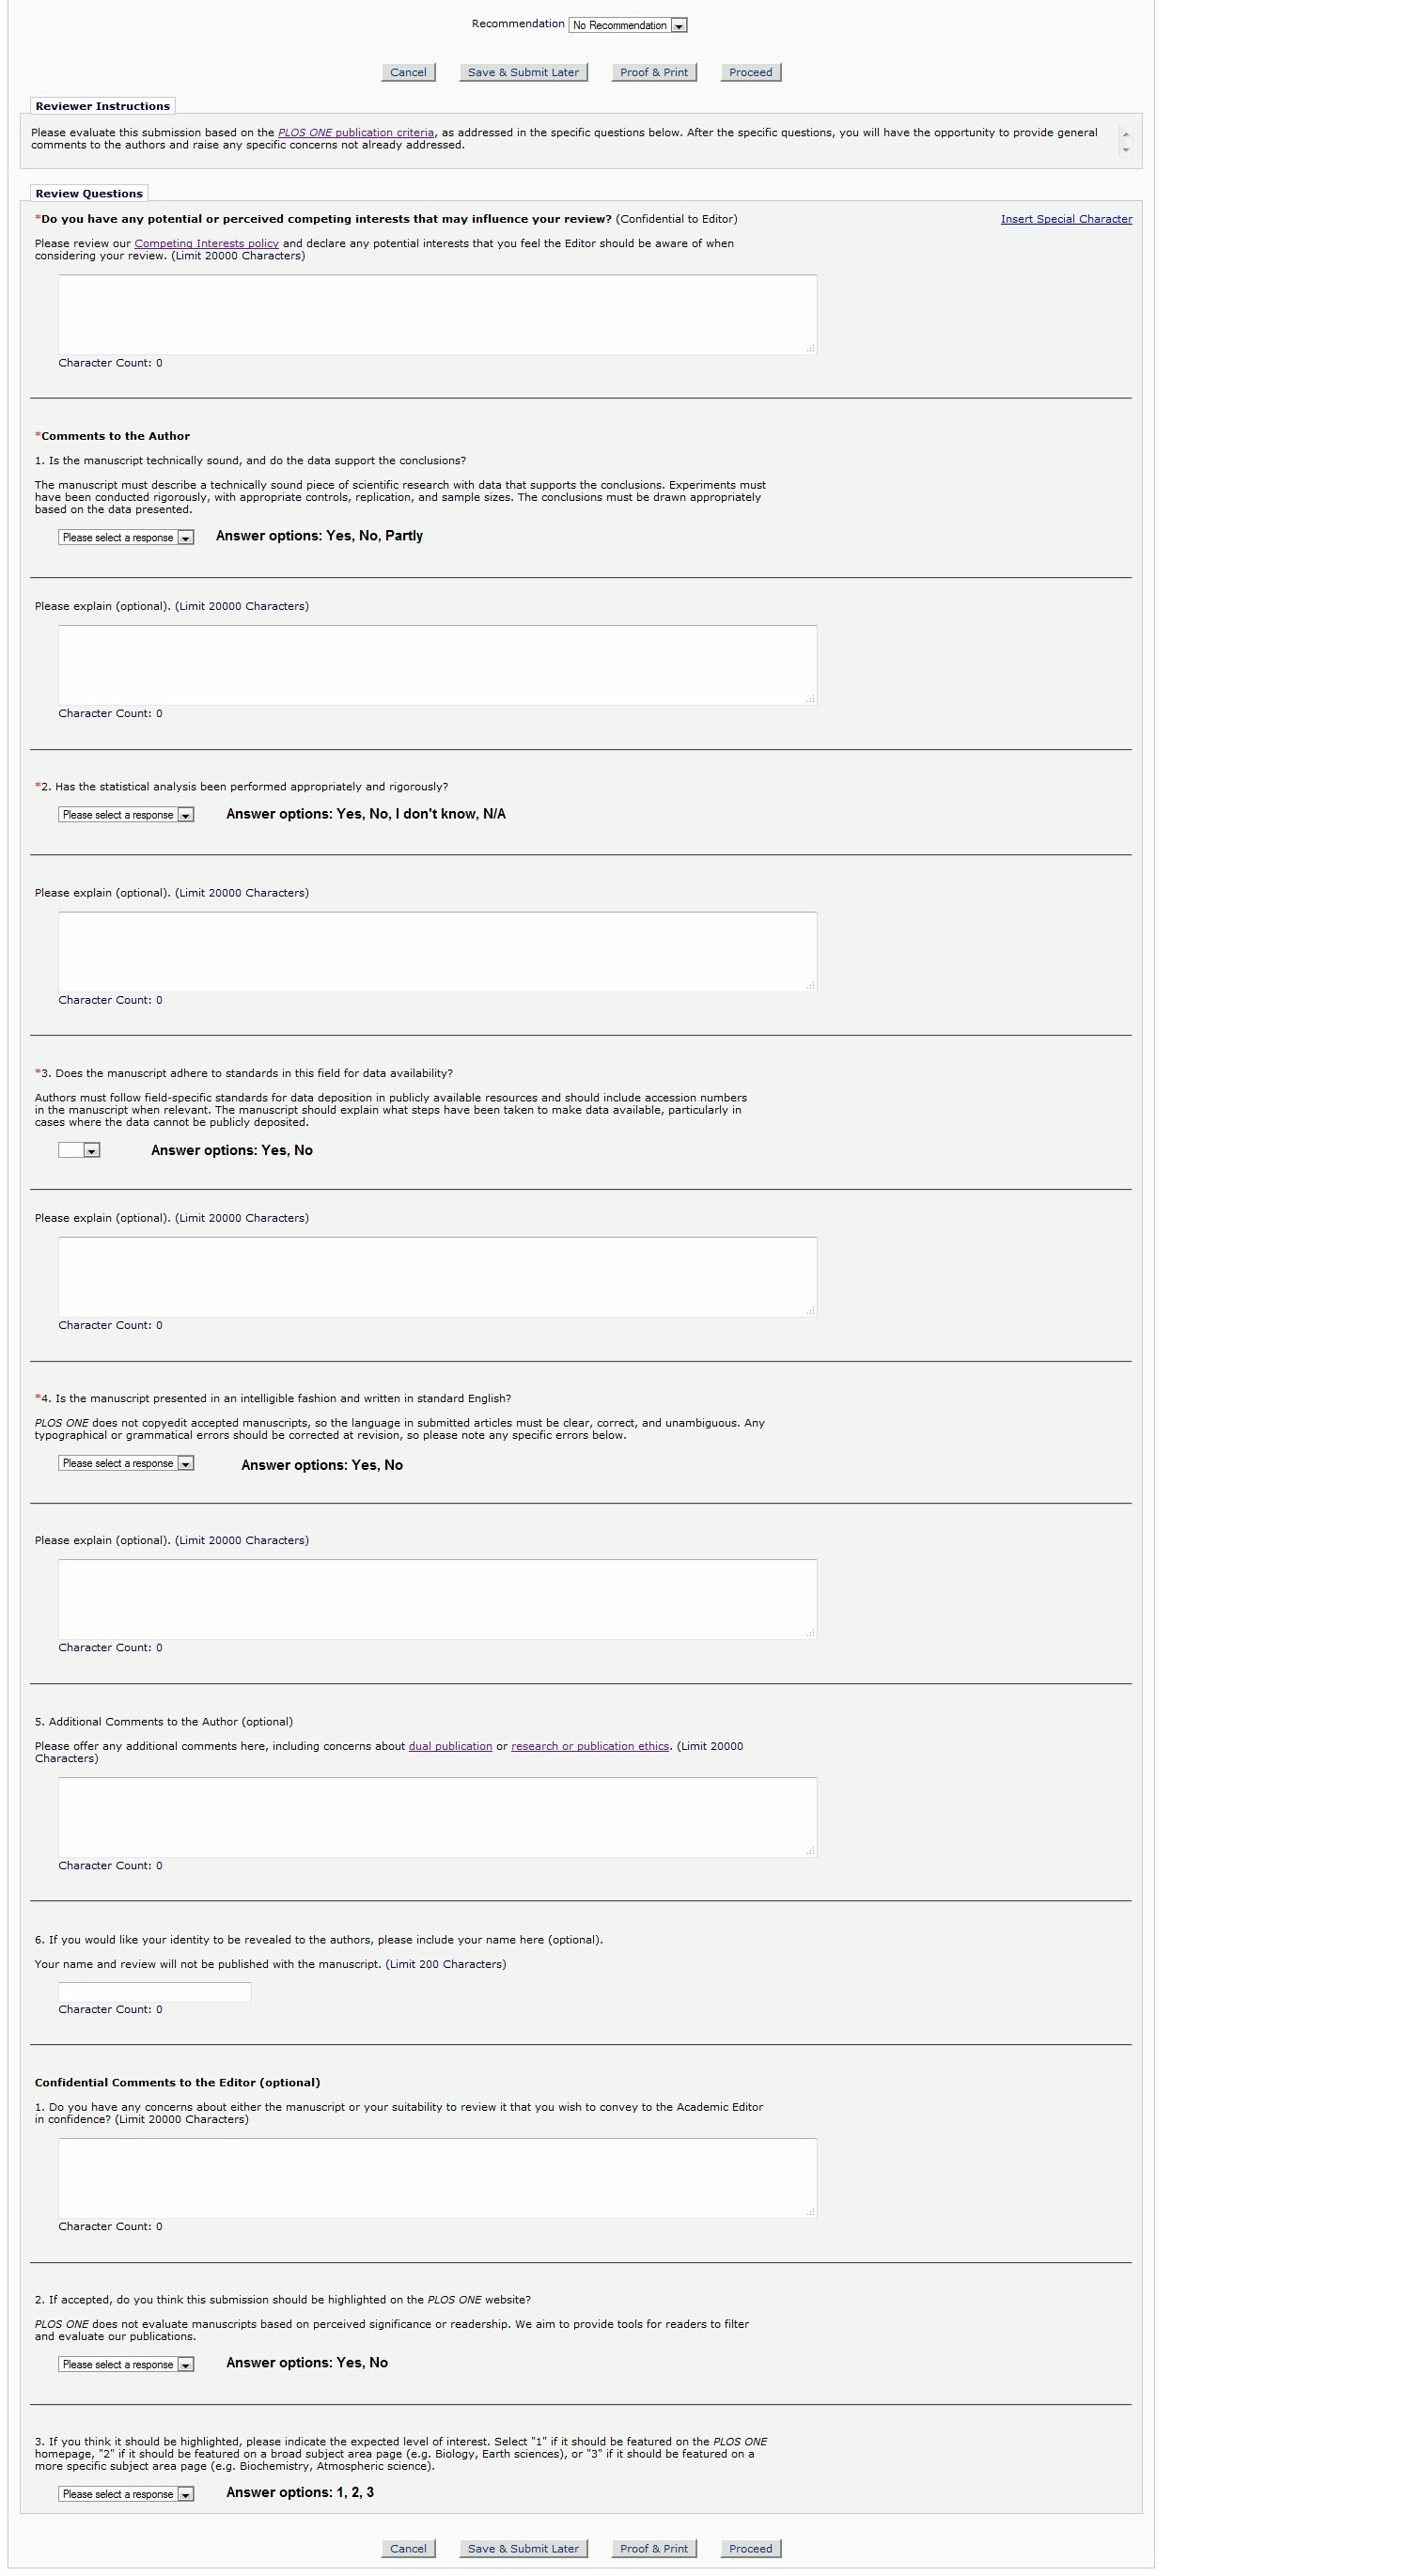 Recommendation No Recommendation
Cancel Save & Submit Later Proof & Print Proceed
Reviewer Instructions
Please evaluate this submission based on the PLOS ONE publication criteria, as addressed in the specific questions below. After the specific questions, you will have the opportunity to provide general
comments to the authors and raise any specific concerns not already addressed.
Review Questions
*Do you have any potential or perceived competing interests that may influence your review? (Confidential to Editor) Insert Special Character
Please review our Competing Interests policy and declare any potential interests that you feel the Editor should be aware of when
considering your review. (Limit 20000 Characters)
Character Count: 0
*Comments to the Author
1. Is the manuscript technically sound, and do the data support the conclusions?
The manuscript must describe a technically sound piece of scientific research with data that supports the conclusions. Experiments must
have been conducted rigorously, with appropriate controls, replication, and sample sizes. The conclusions must be drawn appropriately
based on the data presented.
Please select a response Answer options: Yes, No, Partly
Please explain (optional). (Limit 20000 Characters)
Character Count: 0
*2. Has the statistical analysis been performed appropriately and rigorously?
Please select a response Answer options: Yes, No, I don't know, N/A
Please explain (optional). (Limit 20000 Characters)
Character Count: 0
*3. Does the manuscript adhere to standards in this field for data availability?
Authors must follow field-specific standards for data deposition in publicly available resources and should include accession numbers
in the manuscript when relevant. The manuscript should explain what steps have been taken to make data available, particularly in
cases where the data cannot be publicly deposited.
Answer options: Yes, No
Please explain (optional). (Limit 20000 Characters)
Character Count: 0
*4. Is the manuscript presented in an intelligible fashion and written in standard English?
PLOS ONE does not copyedit accepted manuscripts, so the language in submitted articles must be clear, correct, and unambiguous. Any
typographical or grammatical errors should be corrected at revision, so please note any specific errors below.
Please select a response Answer options: Yes, No
Please explain (optional). (Limit 20000 Characters)
Character Count: 0
5. Additional Comments to the Author (optional)
Please offer any additional comments here, including concerns about dual publication or research or publication ethics. (Limit 20000
Characters)
Character Count: 0
6. If you would like your identity to be revealed to the authors, please include your name here (optional).
Your name and review will not be published with the manuscript. (Limit 200 Characters)
Character Count: 0
Confidential Comments to the Editor (optional)
1. Do you have any concerns about either the manuscript or your suitability to review it that you wish to convey to the Academic Editor
in confidence? (Limit 20000 Characters)
Character Count: 0
2. If accepted, do you think this submission should be highlighted on the PLOS ONE website?
PLOS ONE does not evaluate manuscripts based on perceived significance or readership. We aim to provide tools for readers to filter
and evaluate our publications.
Please select a response Answer options: Yes, No
3. If you think it should be highlighted, please indicate the expected level of interest. Select "1" if it should be featured on the PLOS ONE
homepage, "2" if it should be featured on a broad subject area page (e.g. Biology, Earth sciences), or "3" if it should be featured on a
more specific subject area page (e.g. Biochemistry, Atmospheric science).
Please select a response Answer options: 1, 2, 3
Cancel Save & Submit Later Proof & Print Proceed